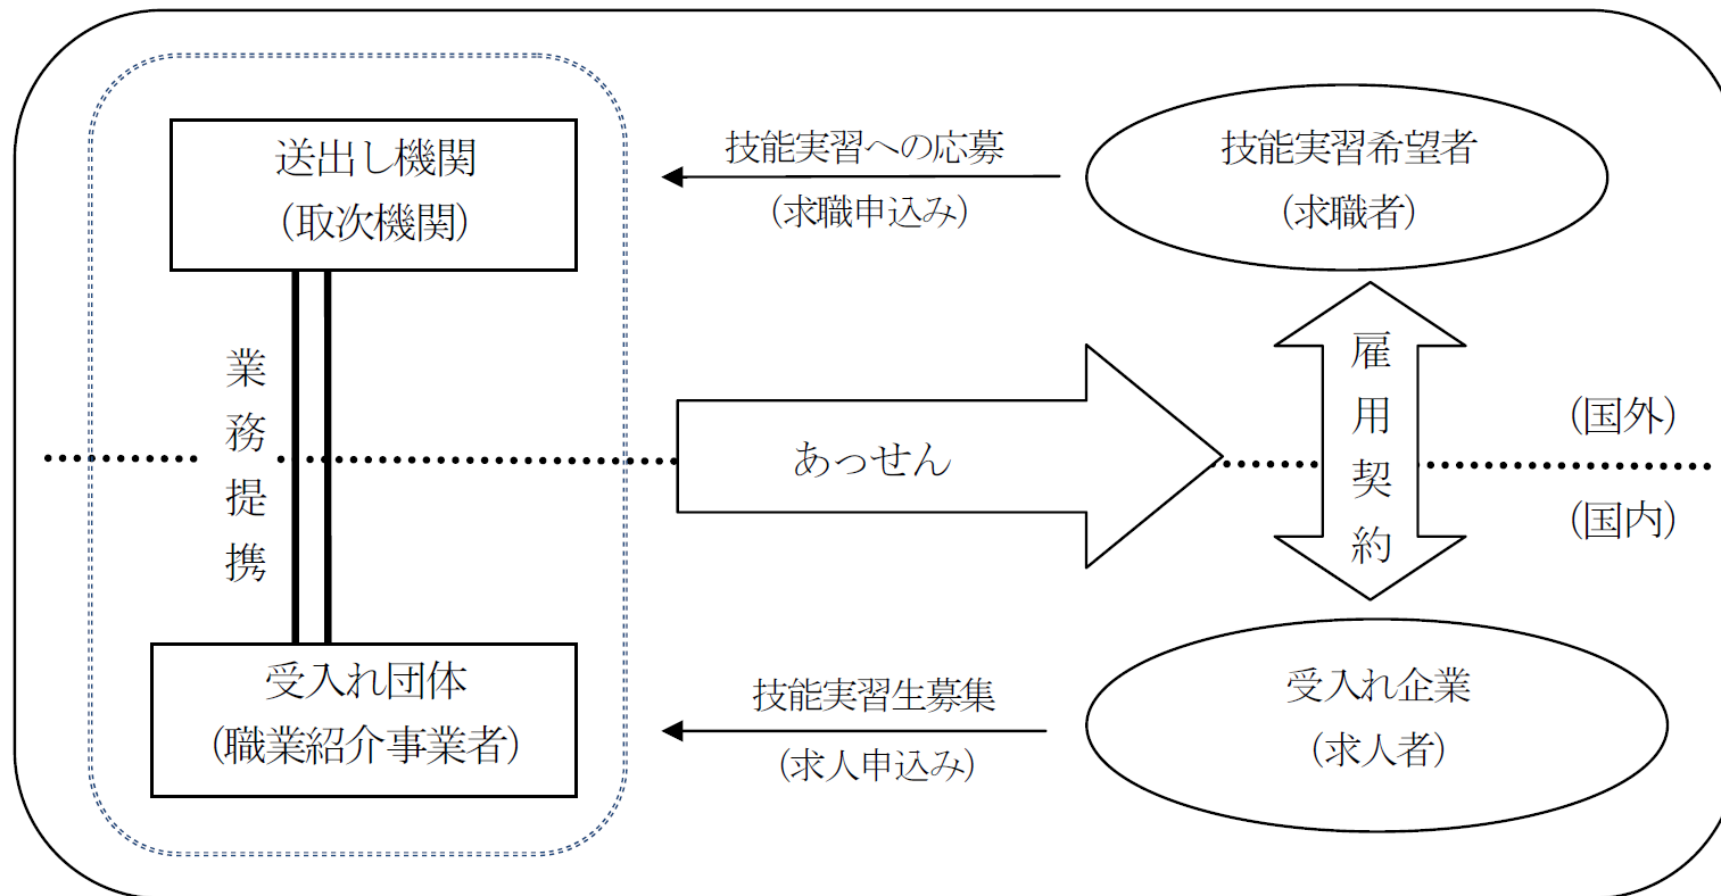 送出し機関
(取次機関)
技能実習への応募
(求職申込み)
技能実習希望者
(求職者)
業務提携
あっせん
雇用契約
(国外)
(国内)
受入れ団体
(職業紹介事業者)
技能実習生募集
(求人申込み)
受入れ企業
(求人者)